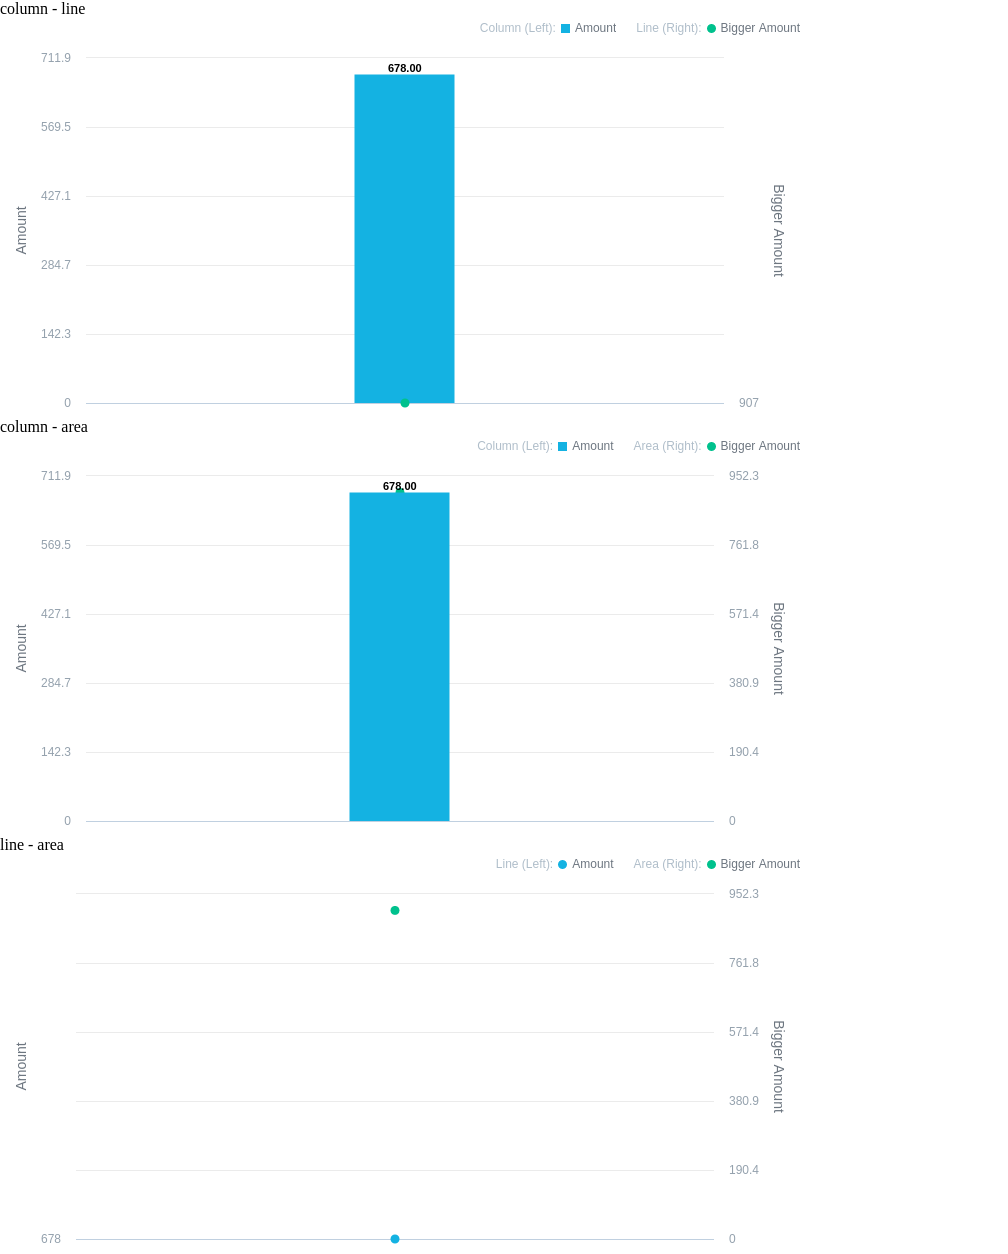 column - line
Column (Left): Amount Line (Right): Bigger Amount
711.9
678.00
569.5
427.1
284.7
142.3
0
907
Amount
Bigger Amount
column - area
Column (Left): Amount Area (Right): Bigger Amount
711.9 952.3
678.00
569.5 761.8
427.1 571.4
284.7 380.9
142.3 190.4
0 0
Amount
Bigger Amount
line - area
Line (Left): Amount Area (Right): Bigger Amount
952.3
761.8
571.4
380.9
190.4
678 0
Amount
Bigger Amount